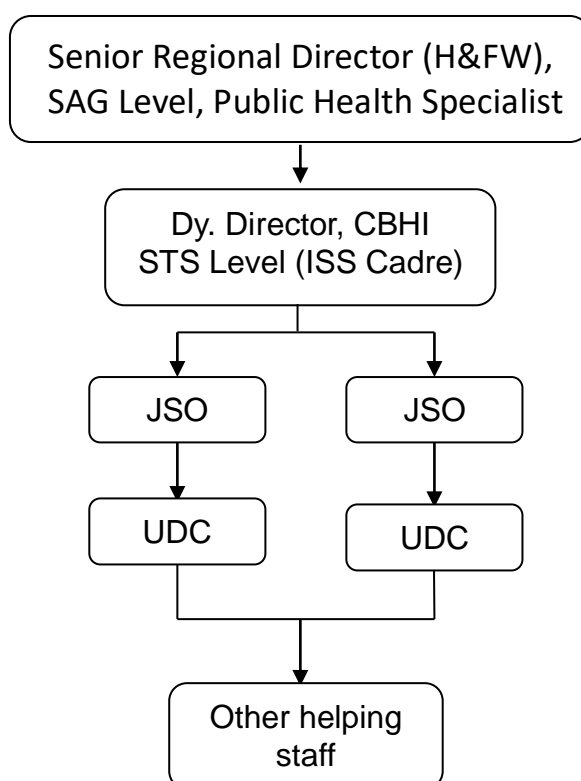 Senior Regional Director (H&FW),
SAG Level, Public Health Specialist
Dy. Director, CBHI
STS Level (ISS Cadre)
JSO
JSO
UDC
UDC
Other helping
staff